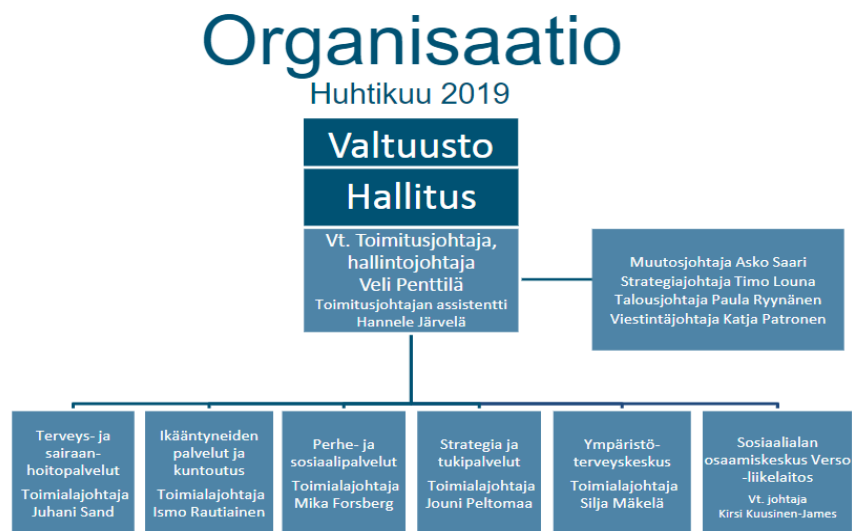 Organisaatio
Huhtikuu 2019
Valtuusto
Hallitus
Vt. Toimitusjohtaja,
hallintojohtaja
Veli Penttilä
Toimitusjohtajan assistentti
Hannele Järvelä
Muutosjohtaja Asko Saari
Strategiajohtaja Timo Louna
Talousjohtaja Paula Ryynänen
Viestintäjohtaja Katja Patronen
Terveys- ja
sairaan-
hoitopalvelut
Toimialajohtaja
Juhani Sand
Ikääntyneiden
palvelut ja
kuntoutus
Toimialajohtaja
Ismo Rautiainen
Perhe- ja
sosiaalipalvelut
Toimialajohtaja
Mika Forsberg
Strategia ja
tukipalvelut
Toimialajohtaja
Jouni Peltomaa
Ympäristö-
terveyskeskus
Toimialajohtaja
Silja Mäkelä
Sosiaalialan
osaamiskeskus Verso
-liikelaitos
Vt. johtaja
Kirsi Kuusinen-James